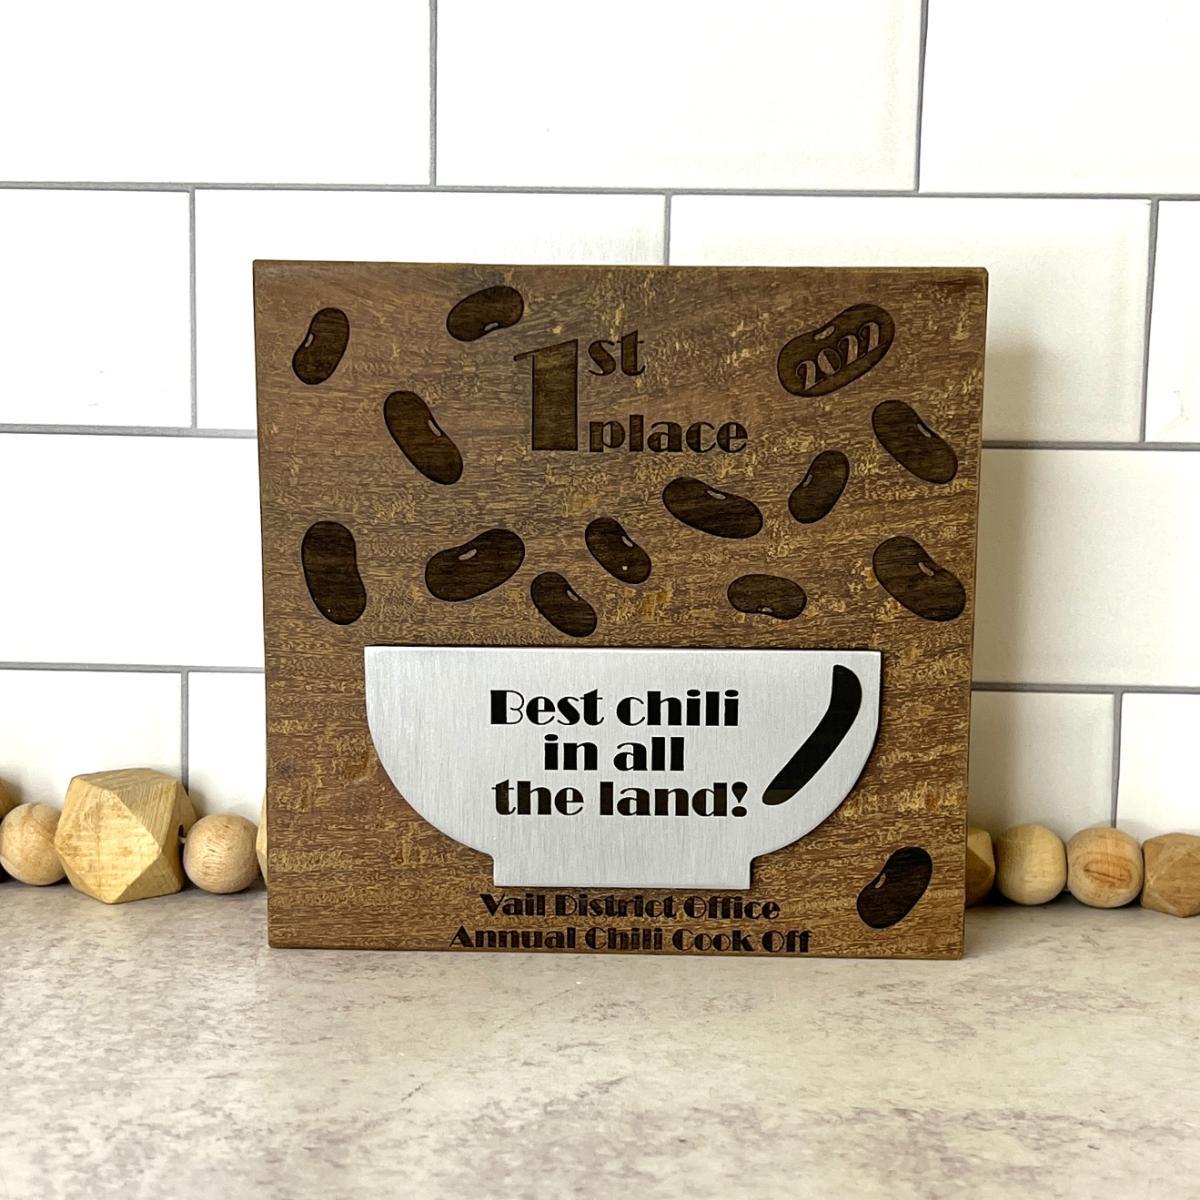 1st
place
2022
Best chili
in all
the land!
Vail District Office
Annual Chili Cook Off